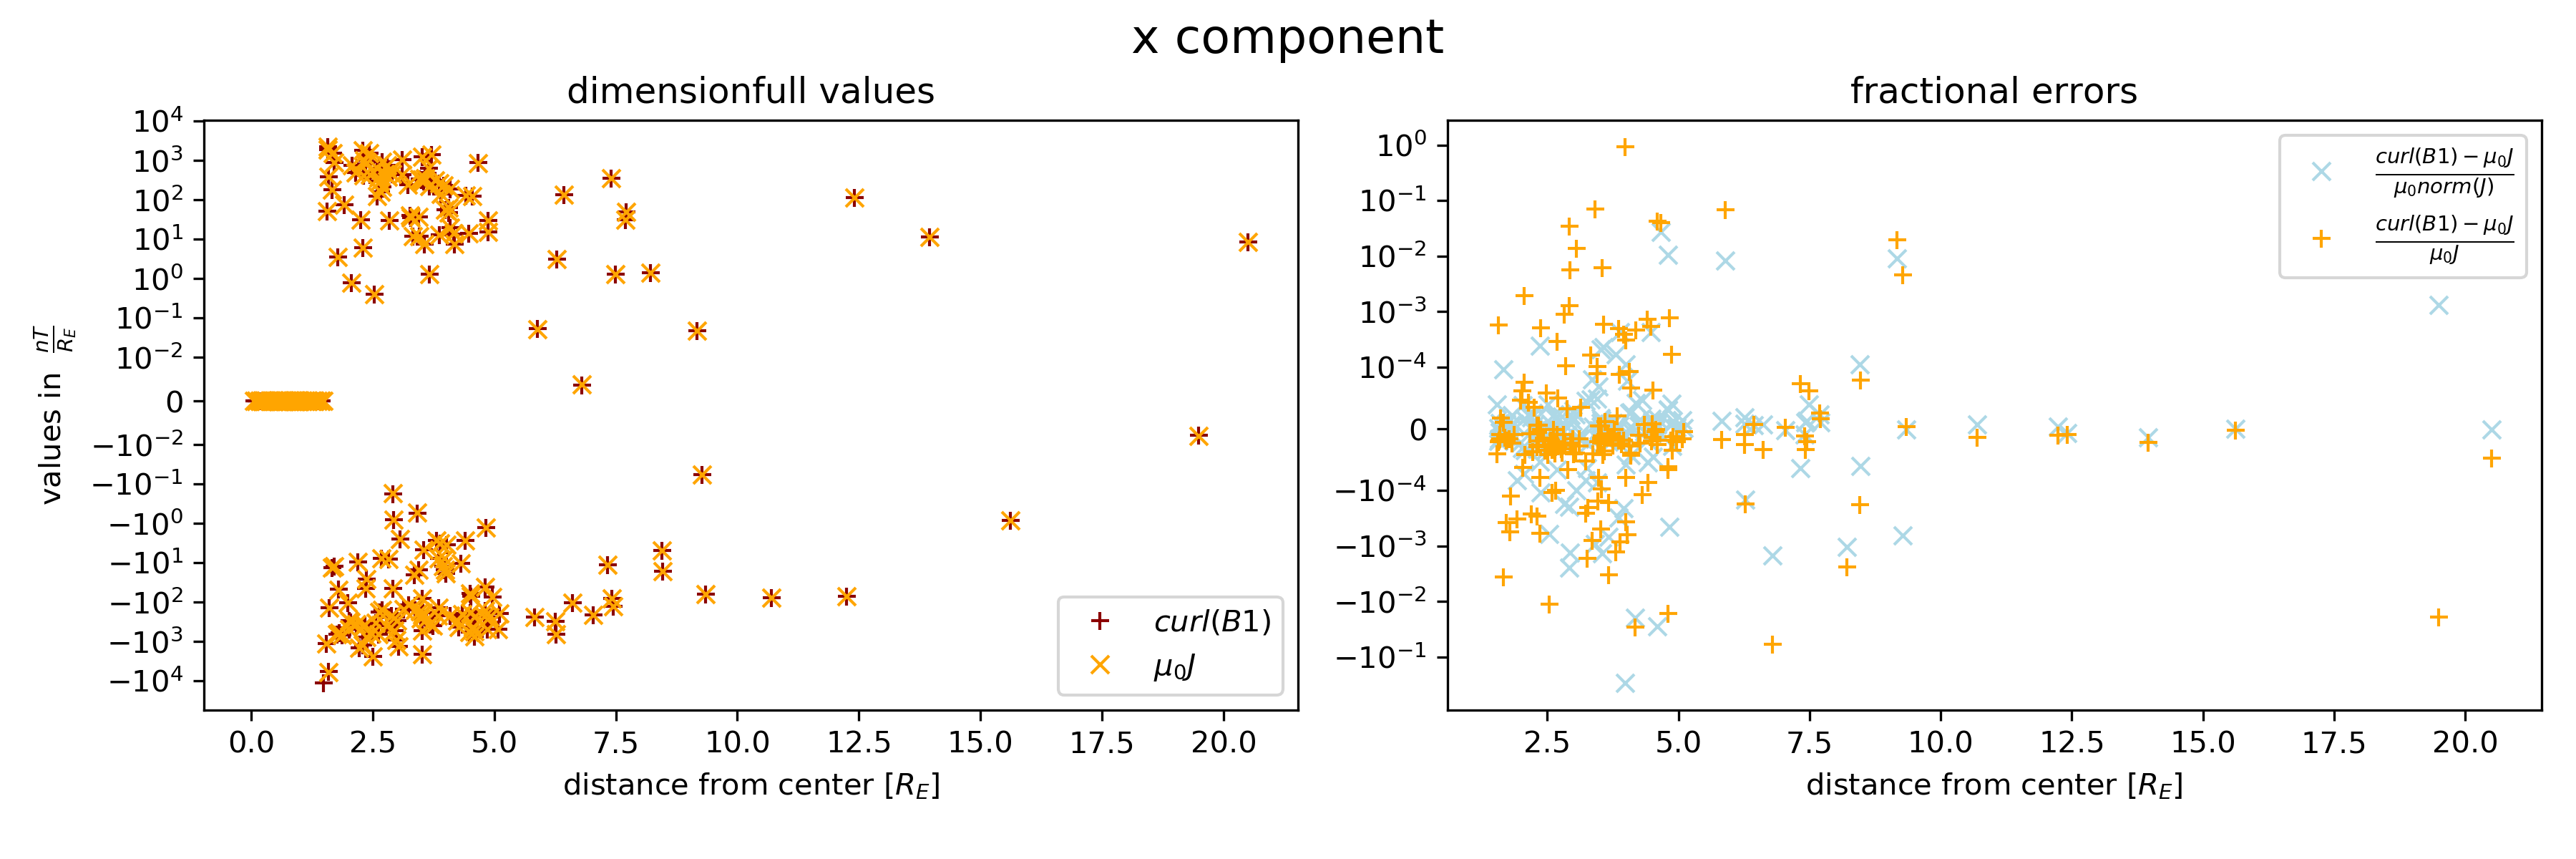 x component
dimensionfull values
10^4
10^3
10^2
10^1
10^0
10^−1
10^−2
0
−10^−2
−10^−1
−10^0
−10^1
−10^2
−10^3
−10^4
values in nT/R_E
0.0 2.5 5.0 7.5 10.0 12.5 15.0 17.5 20.0
distance from center [R_E]
curl(B1)
μ_0J
fractional errors
10^0
10^−1
10^−2
10^−3
10^−4
0
−10^−4
−10^−3
−10^−2
−10^−1
2.5 5.0 7.5 10.0 12.5 15.0 17.5 20.0
distance from center [R_E]
curl(B1) − μ_0J
μ_0norm(J)
curl(B1) − μ_0J
μ_0J